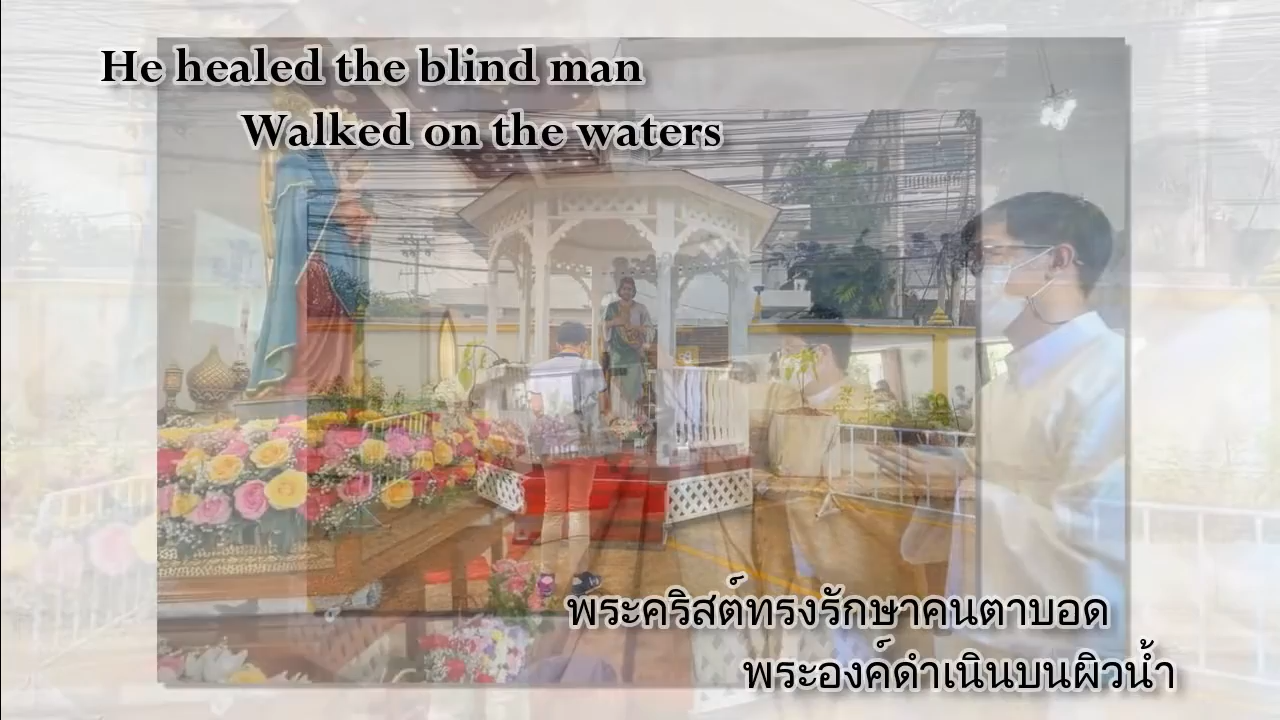 He healed the blind man
Walked on the waters
พระคริสต์ทรงรักษาคนตาบอด
พระองค์ดำเนินบนผิวน้ำ